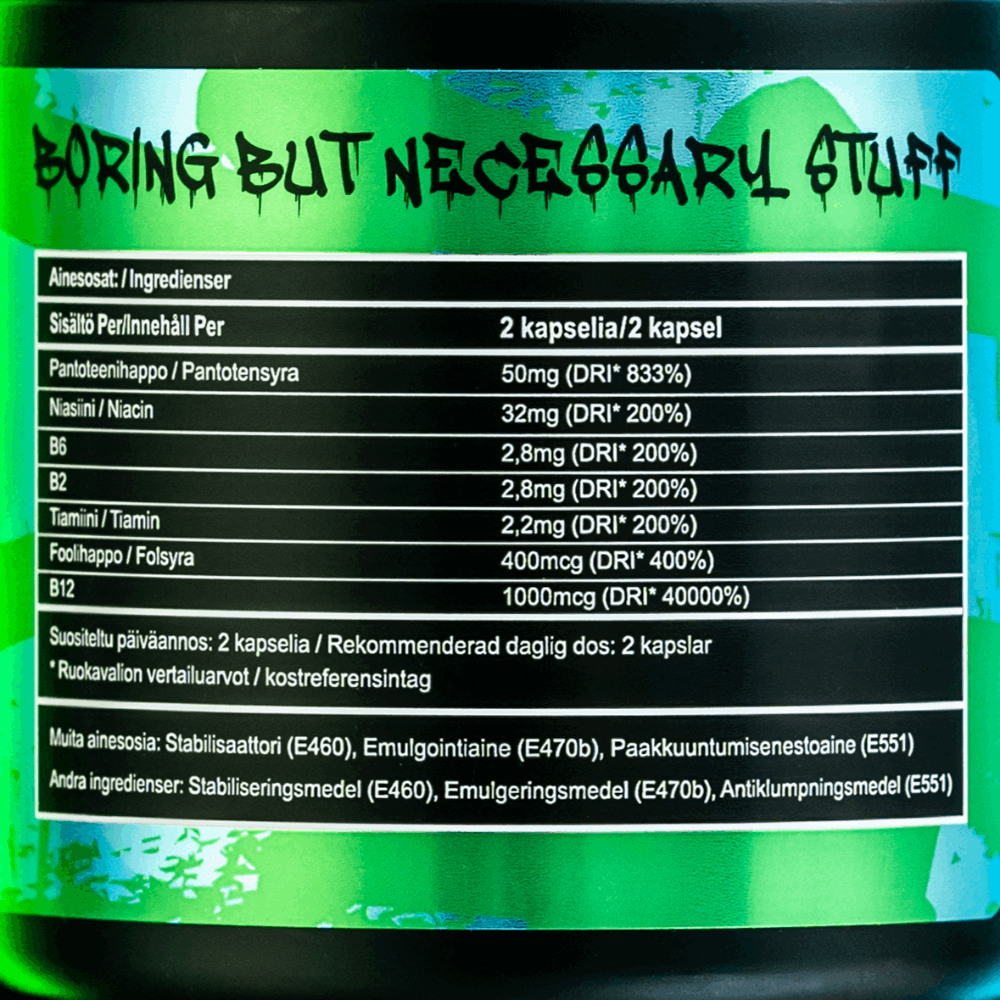 BORING BUT NECESSARY STUFF
Ainesosat: / Ingredienser
Sisältö Per/Innehåll Per 2 kapselia/2 kapsel
Pantoteenihappo / Pantotensyra 50mg (DRI* 833%)
Niasiini / Niacin 32mg (DRI* 200%)
B6 2,8mg (DRI* 200%)
B2 2,8mg (DRI* 200%)
Tiamiini / Tiamin 2,2mg (DRI* 200%)
Foolihappo / Folsyra 400mcg (DRI* 400%)
B12 1000mcg (DRI* 40000%)
Suositeltu päiväannos: 2 kapselia / Rekommenderad daglig dos: 2 kapslar
*Ruokavalion vertailuarvot / kostreferensintag
Muita ainesosia: Stabilisaattori (E460), Emulgointiaine (E470b), Paakkuuntumisenestoaine (E551)
Andra ingredienser: Stabiliseringsmedel (E460), Emulgeringsmedel (E470b), Antiklumpningsmedel (E551)